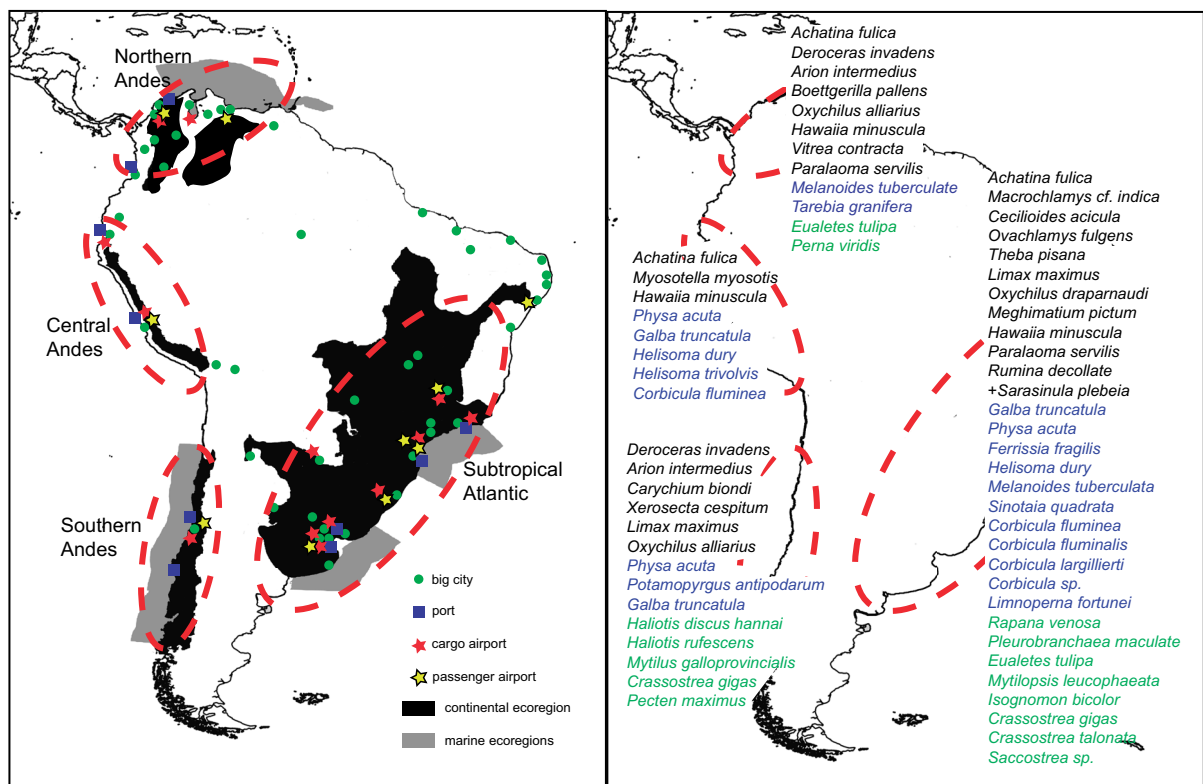 Northern
Andes
Central
Andes
Southern
Andes
Subtropical
Atlantic
big city
port
cargo airport
passenger airport
continental ecoregion
marine ecoregions
Achatina fulica
Deroceras invadens
Arion intermedius
Boettgerilla pallens
Oxychilus alliarius
Hawaiia minuscula
Vitrea contracta
Paralaoma servilis
Melanoides tuberculate
Tarebia granifera
Eualetes tulipa
Perna viridis
Achatina fulica
Myosotella myosotis
Hawaiia minuscula
Physa acuta
Galba truncatula
Helisoma dury
Helisoma trivolvis
Corbicula fluminea
Deroceras invadens
Arion intermedius
Carychium biondi
Xerosecta cespitum
Limax maximus
Oxychilus alliarius
Physa acuta
Potamopyrgus antipodarum
Galba truncatula
Haliotis discus hannai
Haliotis rufescens
Mytilus galloprovincialis
Crassostrea gigas
Pecten maximus
Achatina fulica
Macrochlamys cf. indica
Cecilioides acicula
Ovachlamys fulgens
Theba pisana
Limax maximus
Oxychilus draparnaudi
Meghimatium pictum
Hawaiia minuscula
Paralaoma servilis
Rumina decollate
+Sarasinula plebeia
Galba truncatula
Physa acuta
Ferrissia fragilis
Helisoma dury
Melanoides tuberculata
Sinotaia quadrata
Corbicula fluminea
Corbicula fluminalis
Corbicula largillierti
Corbicula sp.
Limnoperna fortunei
Rapana venosa
Pleurobranchaea maculate
Eualetes tulipa
Mytilopsis leucophaeata
Isognomon bicolor
Crassostrea gigas
Crassostrea talonata
Saccostrea sp.